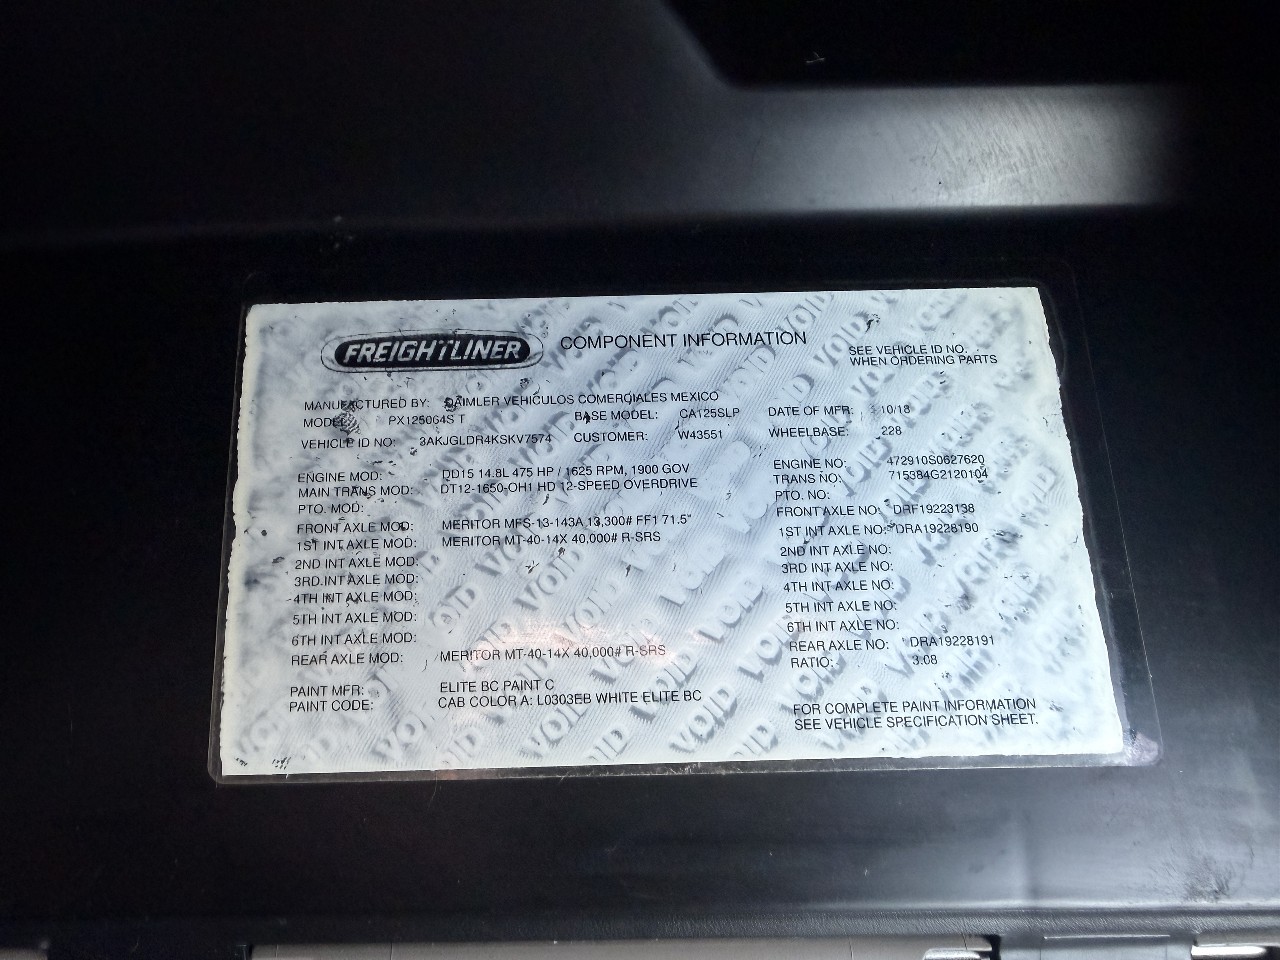 FREIGHTLINER COMPONENT INFORMATION
SEE VEHICLE ID NO.
WHEN ORDERING PARTS
MANUFACTURED BY: DAIMLER VEHICULOS COMERCIALES MEXICO
MODEL: PX125064S T BASE MODEL: CA125SLP DATE OF MFR: 10/18
VEHICLE ID NO: 3AKJGLDR4KSKV7574 CUSTOMER: W43551 WHEELBASE: 228
ENGINE MOD: DD15 14.8L 475 HP / 1625 RPM, 1900 GOV ENGINE NO: 472910S0627620
MAIN TRANS MOD: DT12-1650-OH1 HD 12-SPEED OVERDRIVE TRANS NO: 715384G2120104
PTO. MOD: PTO. NO:
FRONT AXLE MOD: MERITOR MFS-13-143A 13,300# FF1 71.5" FRONT AXLE NO: DRF19223138
1ST INT AXLE MOD: MERITOR MT-40-14X 40,000# R-SRS 1ST INT AXLE NO: DRA19228190
2ND INT AXLE MOD: 2ND INT AXLE NO:
3RD INT AXLE MOD: 3RD INT AXLE NO:
4TH INT AXLE MOD: 4TH INT AXLE NO:
5TH INT AXLE MOD: 5TH INT AXLE NO:
6TH INT AXLE MOD: 6TH INT AXLE NO:
REAR AXLE MOD: MERITOR MT-40-14X 40,000# R-SRS REAR AXLE NO: DRA19228191
RATIO: 3.08
PAINT MFR: ELITE BC PAINT C
PAINT CODE: CAB COLOR A: L0303EB WHITE ELITE BC
FOR COMPLETE PAINT INFORMATION
SEE VEHICLE SPECIFICATION SHEET.